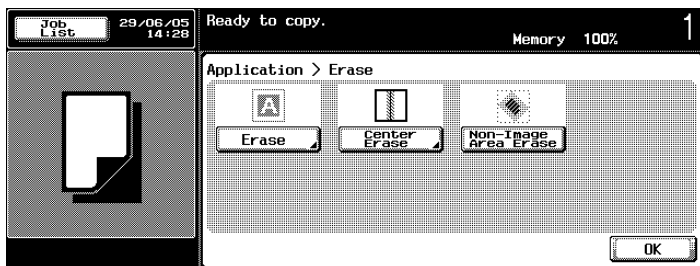 Job
List
29/06/05
14:28
Ready to copy.
Memory 100%
1
Application > Erase
A
Erase
Center
Erase
Non-Image
Area Erase
OK